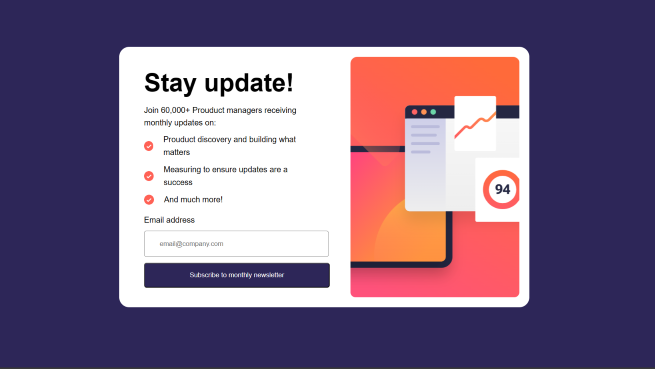 Stay update!
Join 60,000+ Prouduct managers receiving
monthly updates on:
Pcoduct discovery and building what
matters
Measuring to ensure updates are a
success
And much more!
Email address
email@company.com
Subscribe to monthly newsletter
94